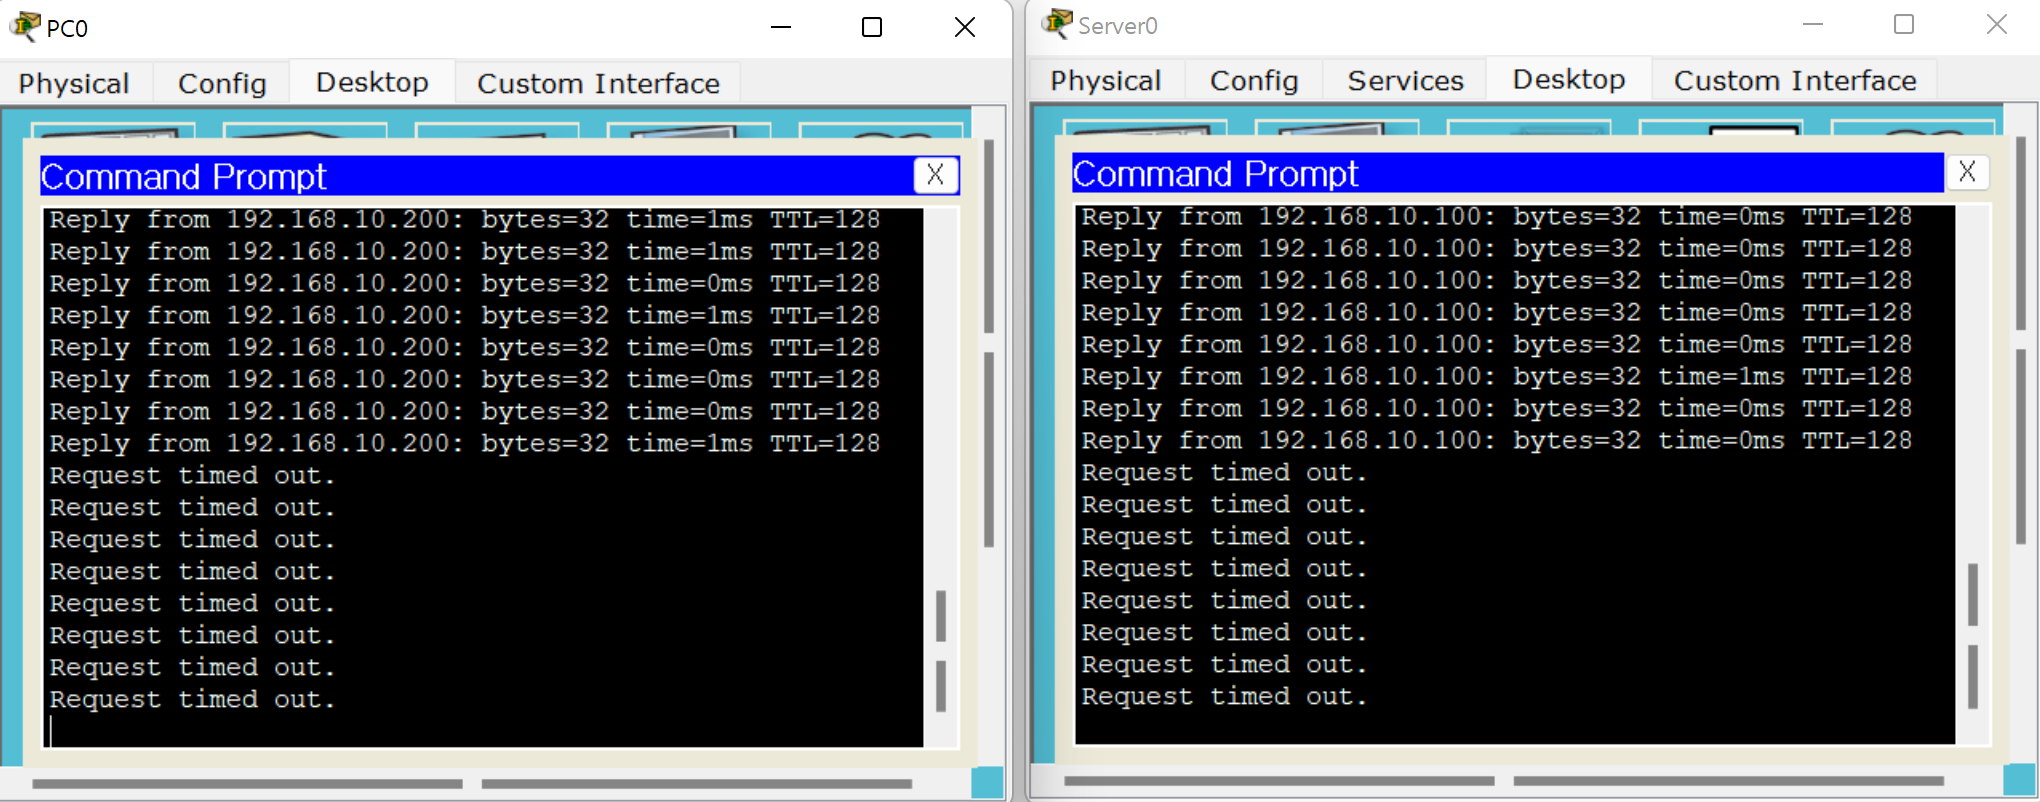 PC0
Physical Config Desktop Custom Interface
Command Prompt X
Reply from 192.168.10.200: bytes=32 time=1ms TTL=128
Reply from 192.168.10.200: bytes=32 time=1ms TTL=128
Reply from 192.168.10.200: bytes=32 time=0ms TTL=128
Reply from 192.168.10.200: bytes=32 time=1ms TTL=128
Reply from 192.168.10.200: bytes=32 time=0ms TTL=128
Reply from 192.168.10.200: bytes=32 time=0ms TTL=128
Reply from 192.168.10.200: bytes=32 time=0ms TTL=128
Reply from 192.168.10.200: bytes=32 time=1ms TTL=128
Request timed out.
Request timed out.
Request timed out.
Request timed out.
Request timed out.
Request timed out.
Request timed out.
Request timed out.
Server0
Physical Config Services Desktop Custom Interface
Command Prompt X
Reply from 192.168.10.100: bytes=32 time=0ms TTL=128
Reply from 192.168.10.100: bytes=32 time=0ms TTL=128
Reply from 192.168.10.100: bytes=32 time=0ms TTL=128
Reply from 192.168.10.100: bytes=32 time=0ms TTL=128
Reply from 192.168.10.100: bytes=32 time=0ms TTL=128
Reply from 192.168.10.100: bytes=32 time=1ms TTL=128
Reply from 192.168.10.100: bytes=32 time=0ms TTL=128
Reply from 192.168.10.100: bytes=32 time=0ms TTL=128
Request timed out.
Request timed out.
Request timed out.
Request timed out.
Request timed out.
Request timed out.
Request timed out.
Request timed out.